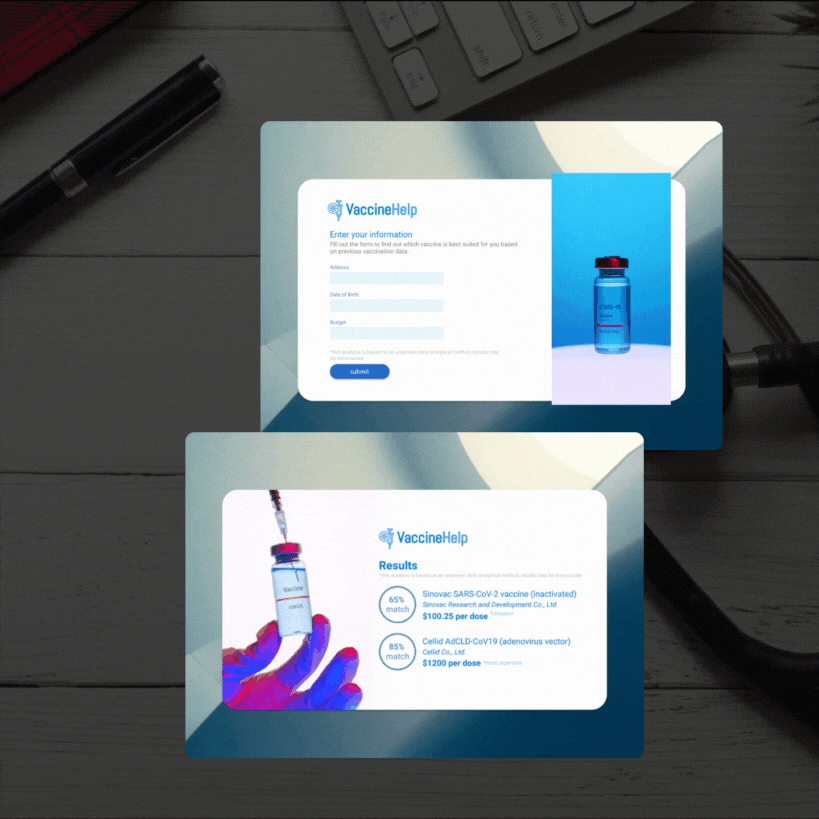 enter
return
shift
End
VaccineHelp
Enter your information
Fill out the form to find out which vaccine is best suited for you based
on previous vaccination data.
Address
Date of Birth
Budget
*this analysis is based on an unproven data analytical method, results may
be inaccurate
submit
COVID-19
VaccineHelp
Results
*this analysis is based on an unproven data analytical method, results may be inaccurate
65%
match
Sinovac SARS-CoV-2 vaccine (inactivated)
Sinovac Research and Development Co., Ltd
$100.25 per dose *cheapest
85%
match
Cellid AdCLD-CoV19 (adenovirus vector)
Cellid Co., Ltd.
$1200 per dose *most expensive
Vaccine